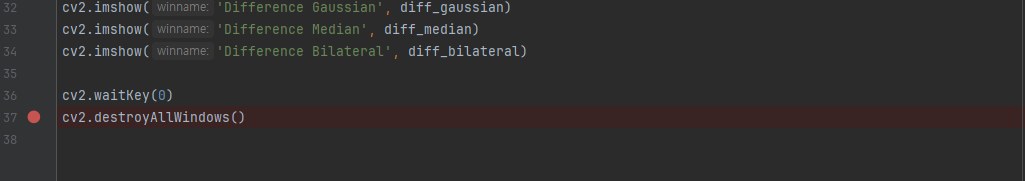 32 cv2.imshow( winname: 'Difference Gaussian', diff_gaussian)
33 cv2.imshow( winname: 'Difference Median', diff_median)
34 cv2.imshow( winname: 'Difference Bilateral', diff_bilateral)
35
36 cv2.waitKey(0)
37 cv2.destroyAllWindows()
38